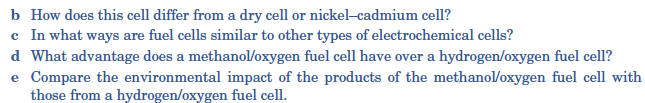 b How does this cell differ from a dry cell or nickel–cadmium cell?
c In what ways are fuel cells similar to other types of electrochemical cells?
d What advantage does a methanol/oxygen fuel cell have over a hydrogen/oxygen fuel cell?
e Compare the environmental impact of the products of the methanol/oxygen fuel cell with
those from a hydrogen/oxygen fuel cell.